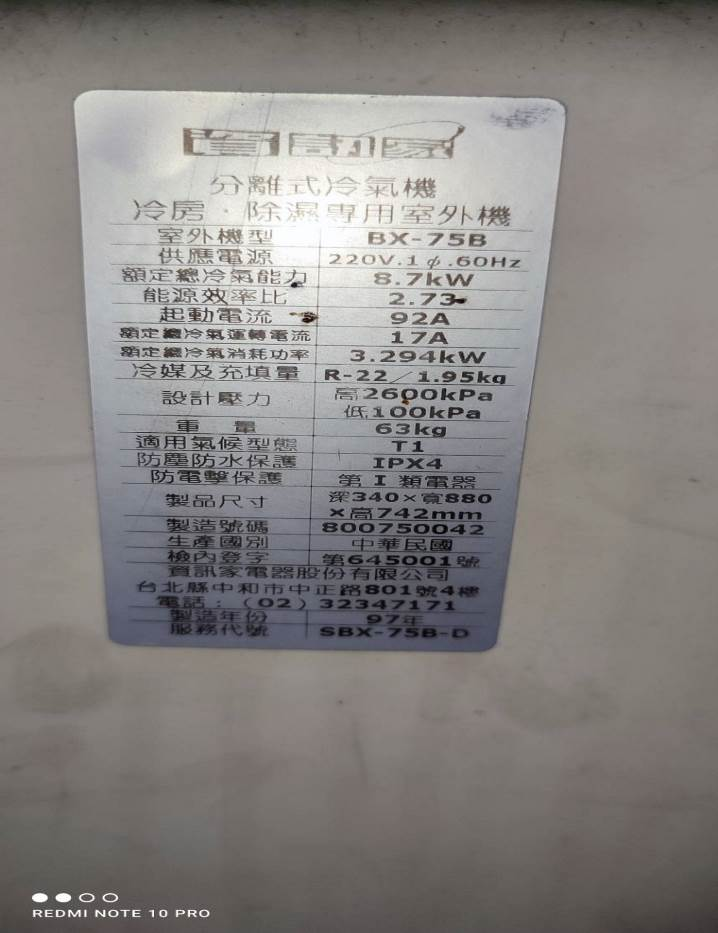 資訊家
分離式冷氣機
冷房．除濕專用室外機
室外機型 BX-75B
供應電源 220V.1φ.60Hz
額定總冷氣能力 8.7kW
能源效率比 2.73
起動電流 92A
額定總冷氣運轉電流 17A
額定總冷氣消耗功率 3.294kW
冷媒及充填量 R-22／1.95kg
設計壓力 高2600kPa
低100kPa
重量 63kg
適用氣候型態 T1
防塵防水保護 IPX4
防電擊保護 第I類電器
製品尺寸 深340×寬880
×高742mm
製造號碼 800750042
生產國別 中華民國
檢內登字 第645001號
資訊家電器股份有限公司
台北縣中和市中正路801號4樓
電話：（02）32347171
製造年份 97年
服務代號 SBX-75B-D
REDMI NOTE 10 PRO